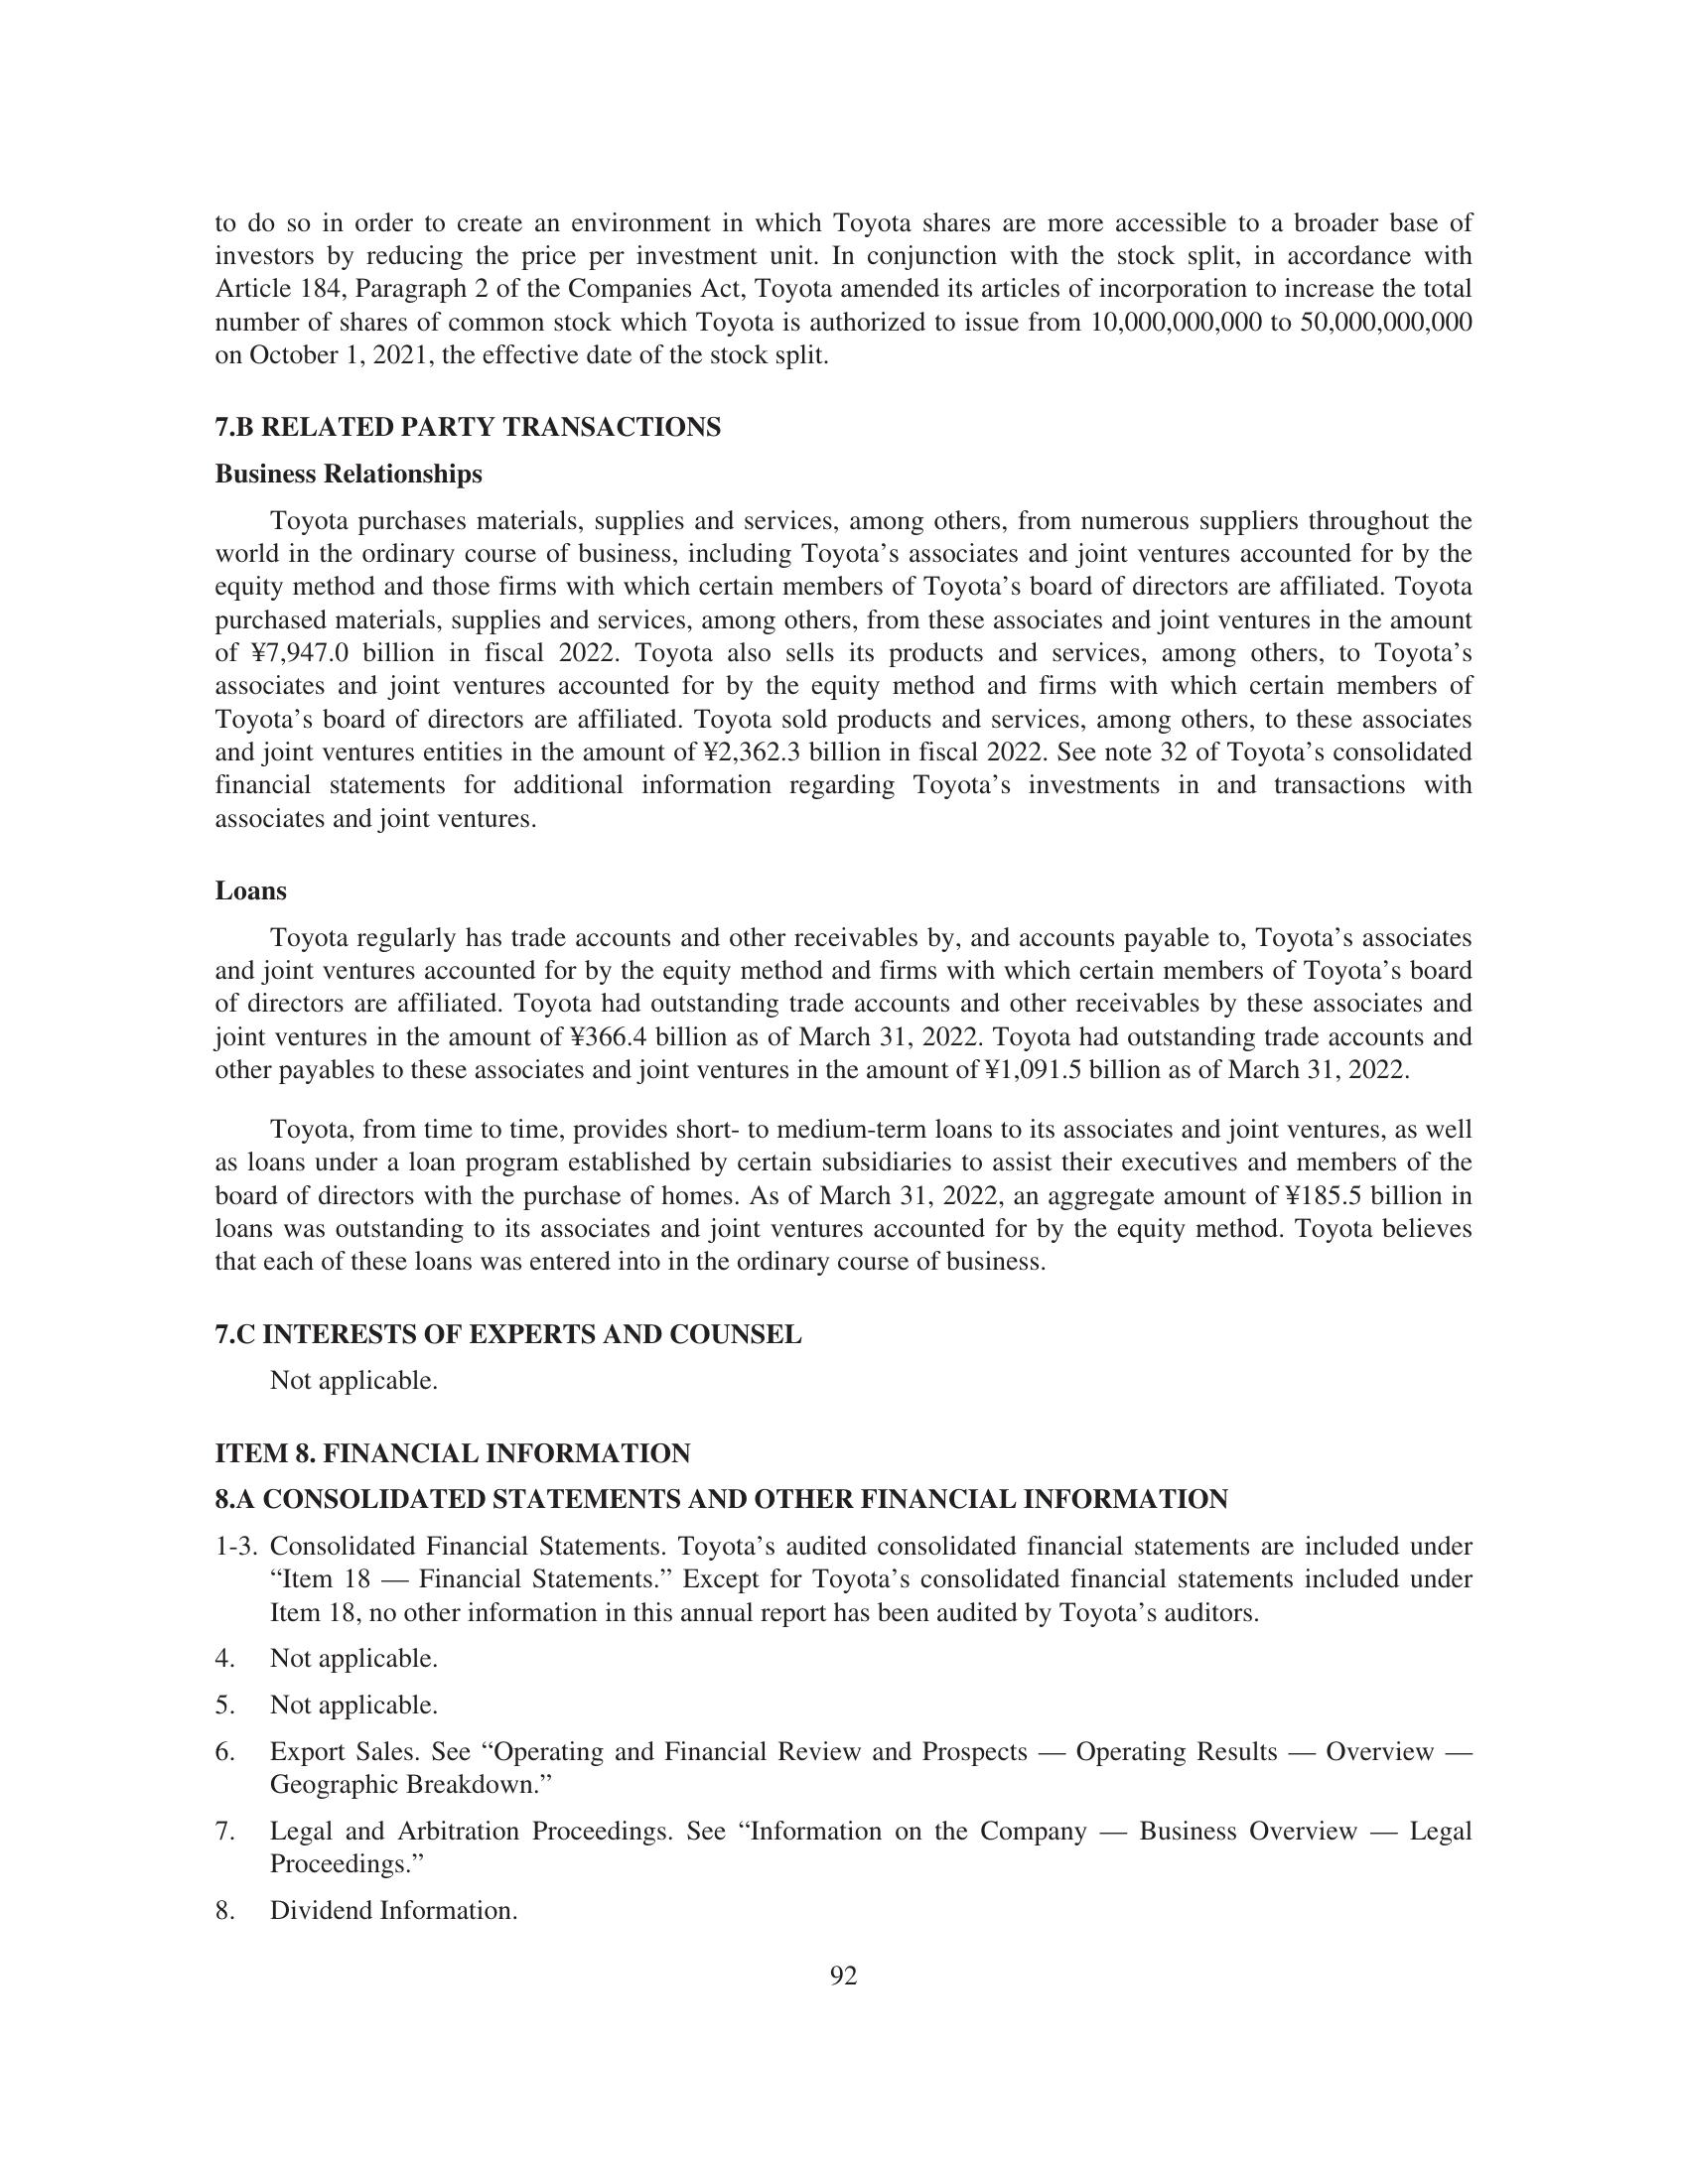 to do so in order to create an environment in which Toyota shares are more accessible to a broader base of
investors by reducing the price per investment unit. In conjunction with the stock split, in accordance with
Article 184, Paragraph 2 of the Companies Act, Toyota amended its articles of incorporation to increase the total
number of shares of common stock which Toyota is authorized to issue from 10,000,000,000 to 50,000,000,000
on October 1, 2021, the effective date of the stock split.
7.B RELATED PARTY TRANSACTIONS
Business Relationships
Toyota purchases materials, supplies and services, among others, from numerous suppliers throughout the
world in the ordinary course of business, including Toyota’s associates and joint ventures accounted for by the
equity method and those firms with which certain members of Toyota’s board of directors are affiliated. Toyota
purchased materials, supplies and services, among others, from these associates and joint ventures in the amount
of ¥7,947.0 billion in fiscal 2022. Toyota also sells its products and services, among others, to Toyota’s
associates and joint ventures accounted for by the equity method and firms with which certain members of
Toyota’s board of directors are affiliated. Toyota sold products and services, among others, to these associates
and joint ventures entities in the amount of ¥2,362.3 billion in fiscal 2022. See note 32 of Toyota’s consolidated
financial statements for additional information regarding Toyota’s investments in and transactions with
associates and joint ventures.
Loans
Toyota regularly has trade accounts and other receivables by, and accounts payable to, Toyota’s associates
and joint ventures accounted for by the equity method and firms with which certain members of Toyota’s board
of directors are affiliated. Toyota had outstanding trade accounts and other receivables by these associates and
joint ventures in the amount of ¥366.4 billion as of March 31, 2022. Toyota had outstanding trade accounts and
other payables to these associates and joint ventures in the amount of ¥1,091.5 billion as of March 31, 2022.
Toyota, from time to time, provides short- to medium-term loans to its associates and joint ventures, as well
as loans under a loan program established by certain subsidiaries to assist their executives and members of the
board of directors with the purchase of homes. As of March 31, 2022, an aggregate amount of ¥185.5 billion in
loans was outstanding to its associates and joint ventures accounted for by the equity method. Toyota believes
that each of these loans was entered into in the ordinary course of business.
7.C INTERESTS OF EXPERTS AND COUNSEL
Not applicable.
ITEM 8. FINANCIAL INFORMATION
8.A CONSOLIDATED STATEMENTS AND OTHER FINANCIAL INFORMATION
1-3. Consolidated Financial Statements. Toyota’s audited consolidated financial statements are included under
“Item 18 — Financial Statements.” Except for Toyota’s consolidated financial statements included under
Item 18, no other information in this annual report has been audited by Toyota’s auditors.
4. Not applicable.
5. Not applicable.
6. Export Sales. See “Operating and Financial Review and Prospects — Operating Results — Overview —
Geographic Breakdown.”
7. Legal and Arbitration Proceedings. See “Information on the Company — Business Overview — Legal
Proceedings.”
8. Dividend Information.
92